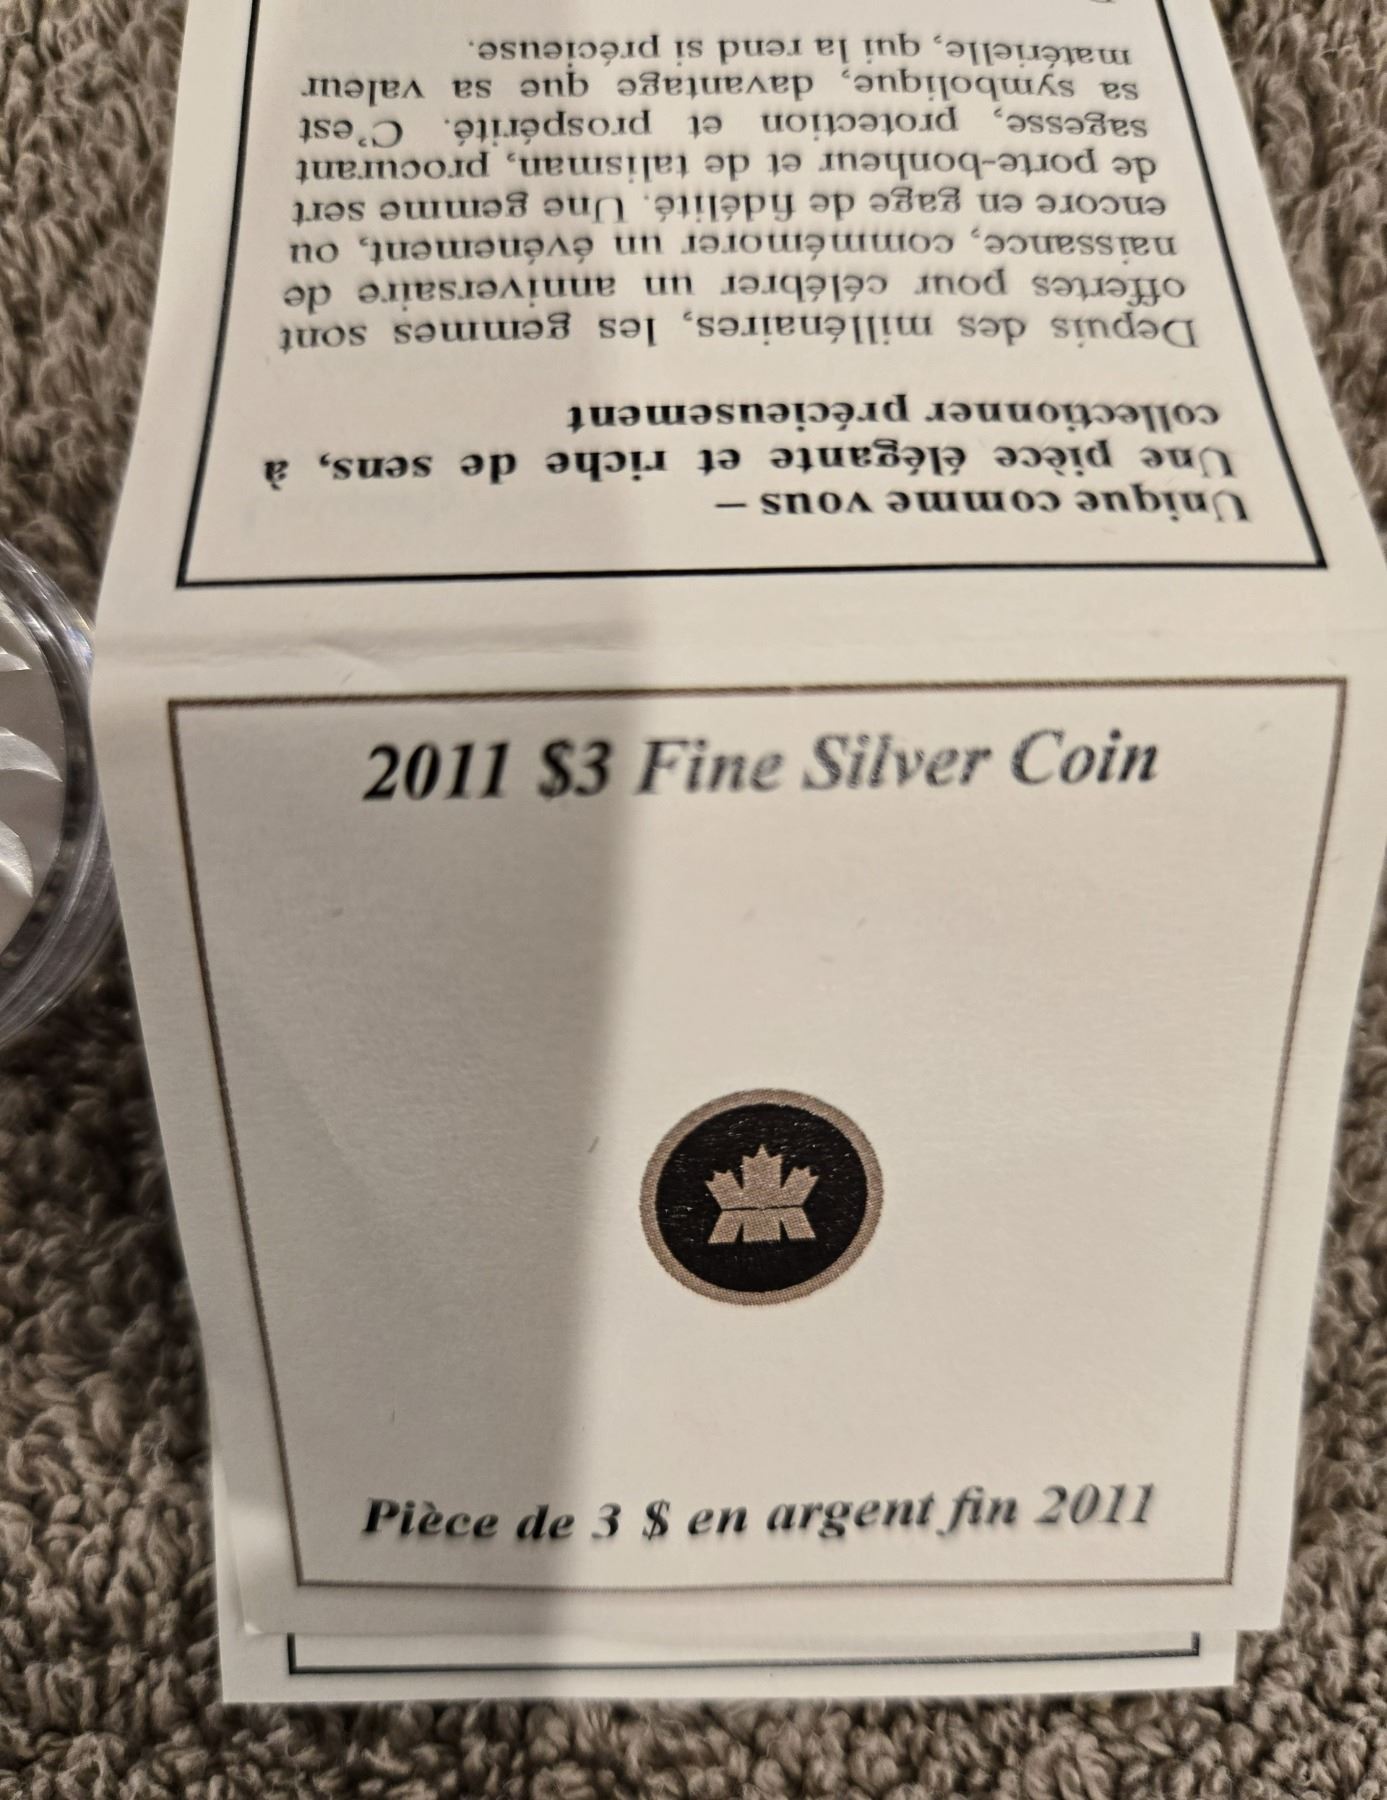 2011 $3 Fine Silver Coin
Pièce de 3 $ en argent fin 2011
Unique comme vous –
Une pièce élégante et riche de sens, à
collectionner précieusement
Depuis des millénaires, les gemmes sont
offertes pour célébrer un anniversaire de
naissance, commémorer un événement, ou
encore en gage de fidélité. Une gemme sert
de porte-bonheur et de talisman, procurant
sagesse, protection et prospérité. C'est
sa symbolique, davantage que sa valeur
matérielle, qui la rend si précieuse.